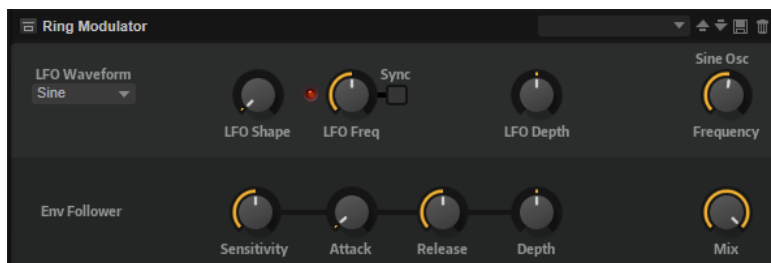 Ring Modulator
Sine Osc
LFO Waveform
Sync
Sine
LFO Shape LFO Freq LFO Depth Frequency
Env Follower
Sensitivity Attack Release Depth Mix